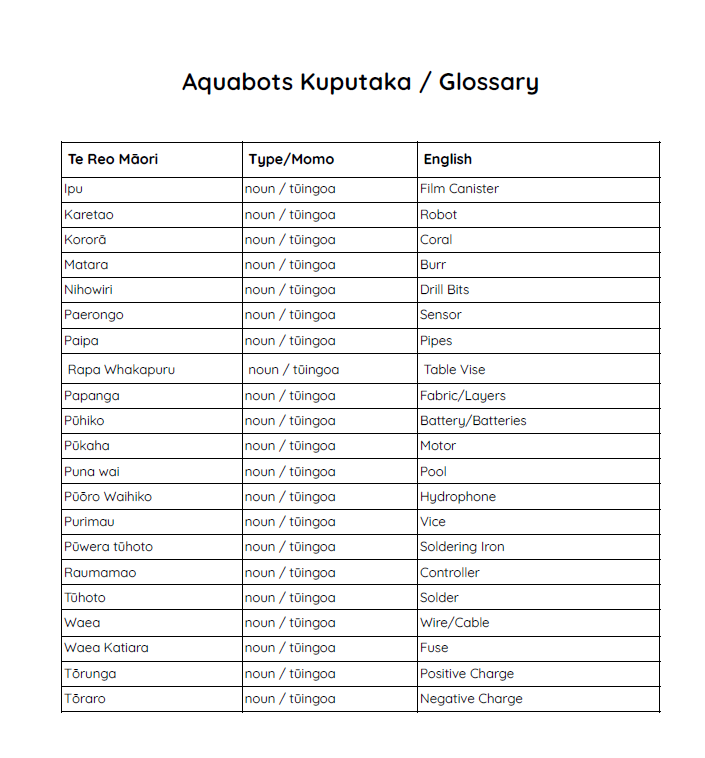 Aquabots Kuputaka / Glossary
Te Reo Māori Type/Momo English
Ipu noun / tūingoa Film Canister
Karetao noun / tūingoa Robot
Kororā noun / tūingoa Coral
Matara noun / tūingoa Burr
Nihowiri noun / tūingoa Drill Bits
Paerongo noun / tūingoa Sensor
Paipa noun / tūingoa Pipes
Rapa Whakapuru noun / tūingoa Table Vise
Papanga noun / tūingoa Fabric/Layers
Pūhiko noun / tūingoa Battery/Batteries
Pūkaha noun / tūingoa Motor
Puna wai noun / tūingoa Pool
Pūōro Waihiko noun / tūingoa Hydrophone
Purimau noun / tūingoa Vice
Pūwera tūhoto noun / tūingoa Soldering Iron
Raumamao noun / tūingoa Controller
Tūhoto noun / tūingoa Solder
Waea noun / tūingoa Wire/Cable
Waea Katiara noun / tūingoa Fuse
Tōrunga noun / tūingoa Positive Charge
Tōraro noun / tūingoa Negative Charge